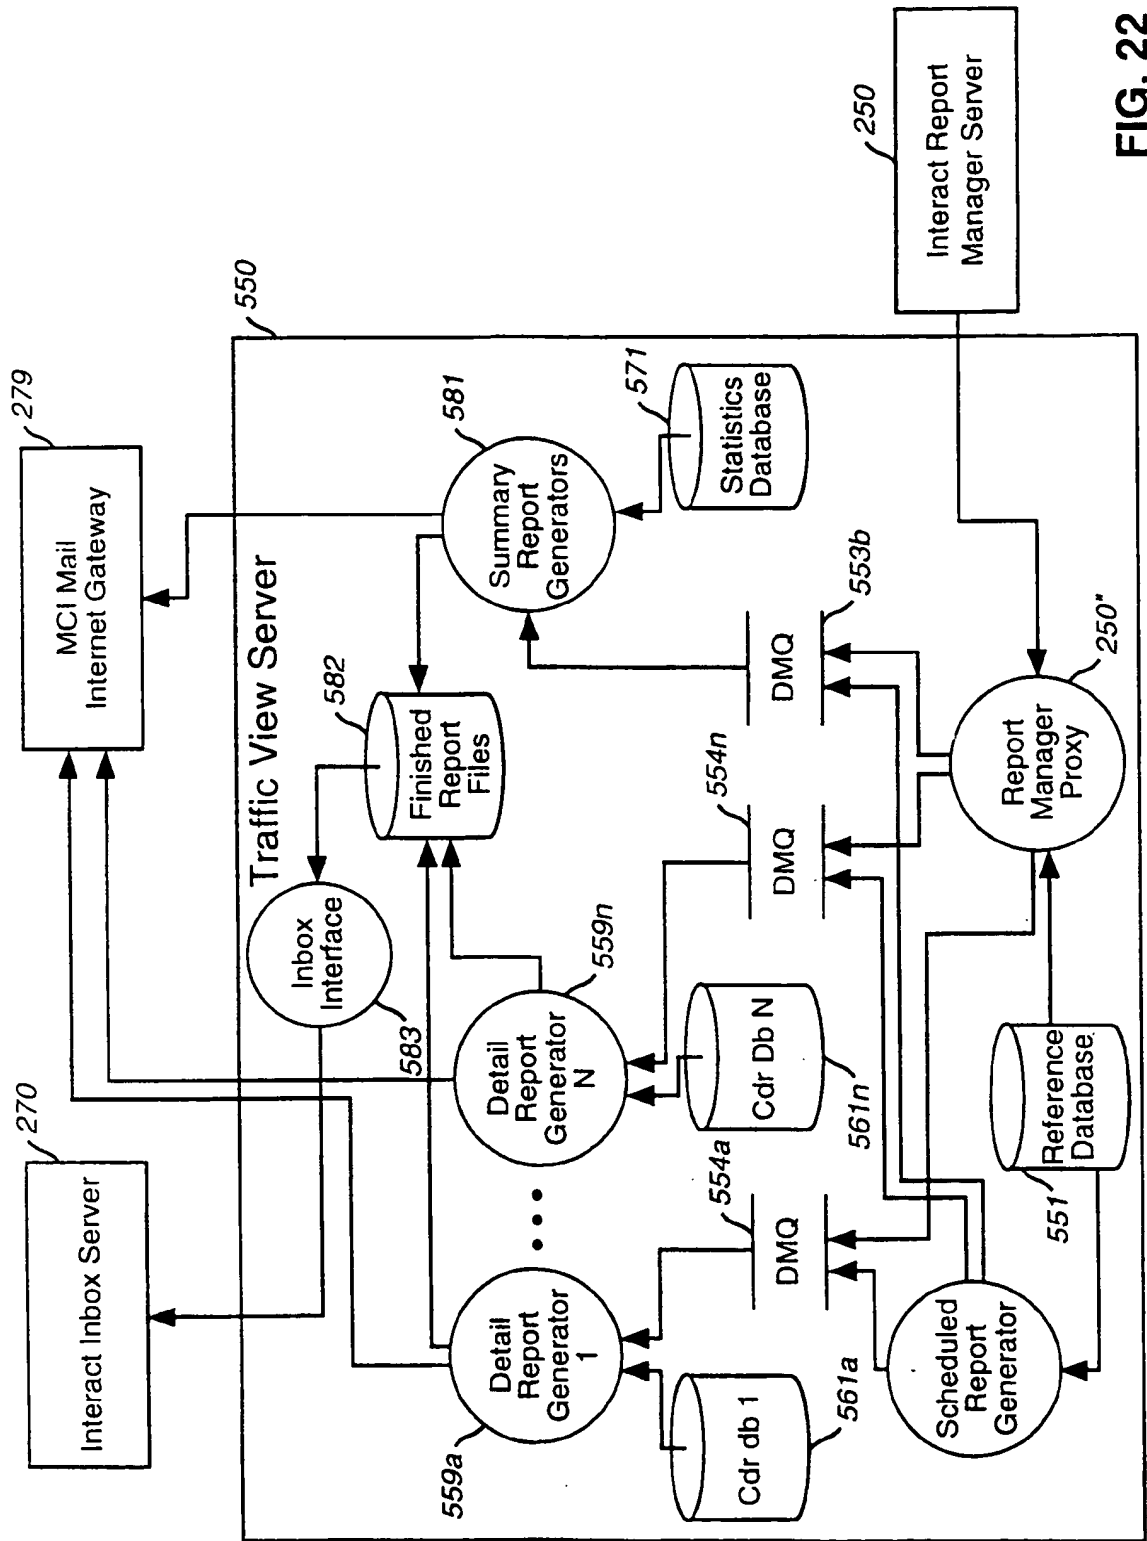 270
Interact Inbox Server
279
MCI Mail
Internet Gateway
550
Traffic View Server
Inbox
Interface
583
582
Finished
Report
Files
581
Summary
Report
Generators
571
Statistics
Database
559a
Detail
Report
Generator
1
559n
Detail
Report
Generator
N
Cdr db 1
561a
Cdr Db N
561n
554a
DMQ
554n
DMQ
553b
DMQ
Scheduled
Report
Generator
551
Reference
Database
Report
Manager
Proxy
250"
250
Interact Report
Manager Server
FIG. 22